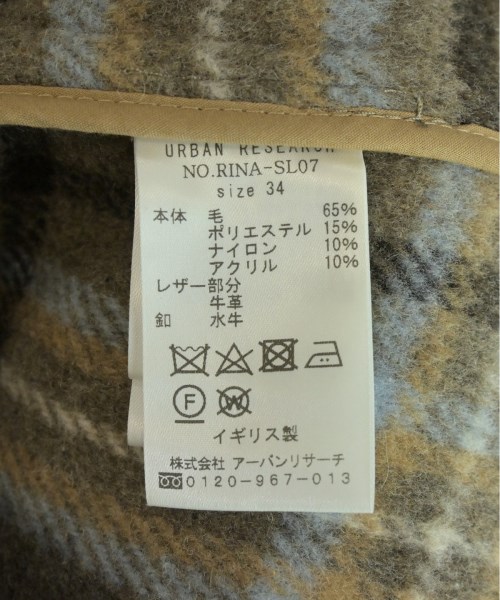 URBAN RESEARCH
NO.RINA-SL07
size 34
本体 毛 65%
ポリエステル 15%
ナイロン 10%
アクリル 10%
レザー部分
牛革
釦 水牛
F W
イギリス製
株式会社 アーバンリサーチ
0120-967-013